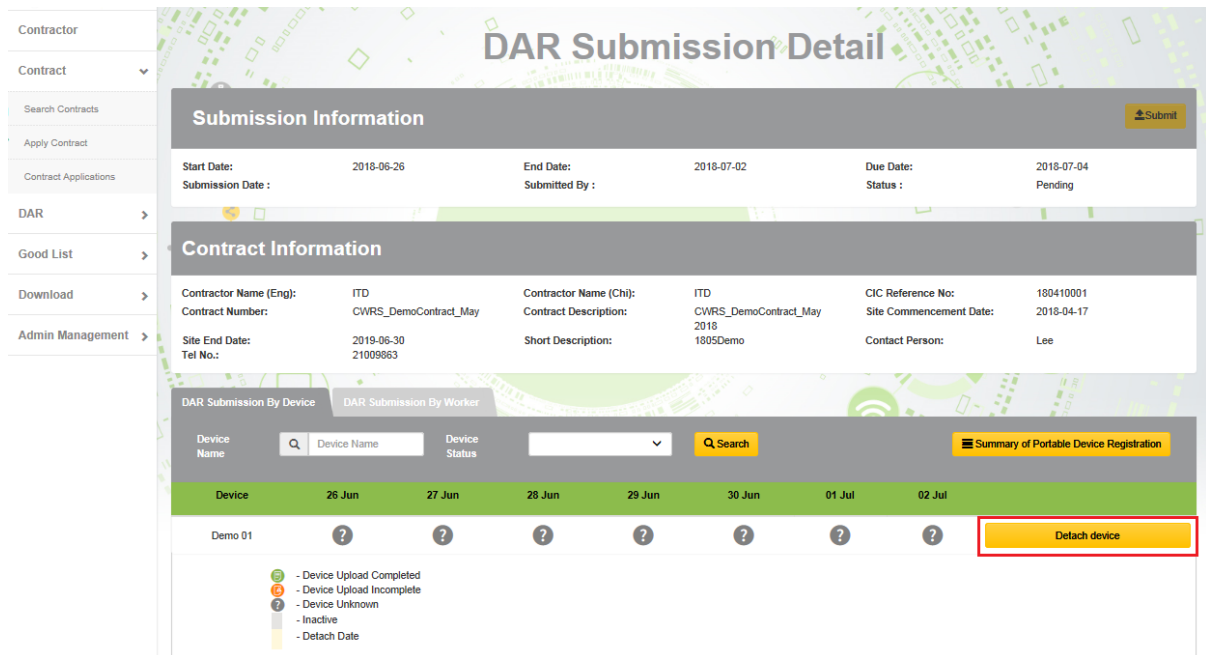 Contractor
Contract
Search Contracts
Apply Contract
Contract Applications
DAR
Good List
Download
Admin Management
DAR Submission Detail
Submission Information
Submit
Start Date: 2018-06-26 End Date: 2018-07-02 Due Date: 2018-07-04
Submission Date : Submitted By : Status : Pending
Contract Information
Contractor Name (Eng): ITD Contractor Name (Chi): ITD CIC Reference No: 180410001
Contract Number: CWRS_DemoContract_May Contract Description: CWRS_DemoContract_May Site Commencement Date: 2018-04-17
2018
Site End Date: 2019-06-30 Short Description: 1805Demo Contact Person: Lee
Tel No.: 21009863
DAR Submission By Device DAR Submission By Worker
Device Name Device Name Device Status Search Summary of Portable Device Registration
Device 26 Jun 27 Jun 28 Jun 29 Jun 30 Jun 01 Jul 02 Jul
Demo 01 ? ? ? ? ? ? ? Detach device
- Device Upload Completed
- Device Upload Incomplete
? - Device Unknown
- Inactive
- Detach Date